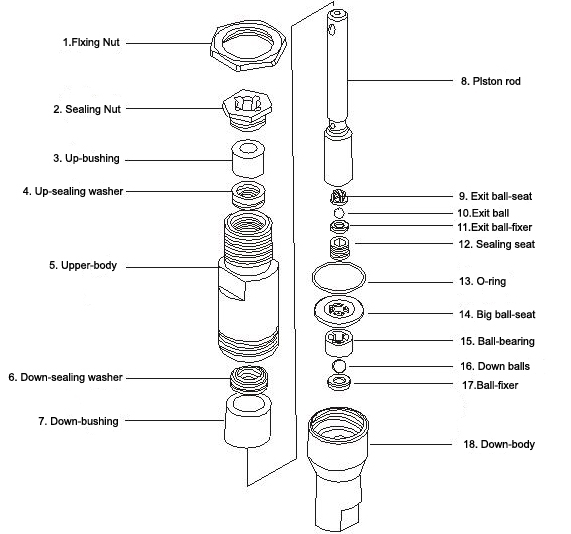 1.FIxing Nut
2. Sealing Nut
3. Up-bushing
4. Up-sealing washer
5. Upper-body
6. Down-sealing washer
7. Down-bushing
8. PIston rod
9. Exit ball-seat
10.Exit ball
11.Exit ball-fixer
12. Sealing seat
13. O-ring
14. Big ball-seat
15. Ball-bearing
16. Down balls
17.Ball-fixer
18. Down-body